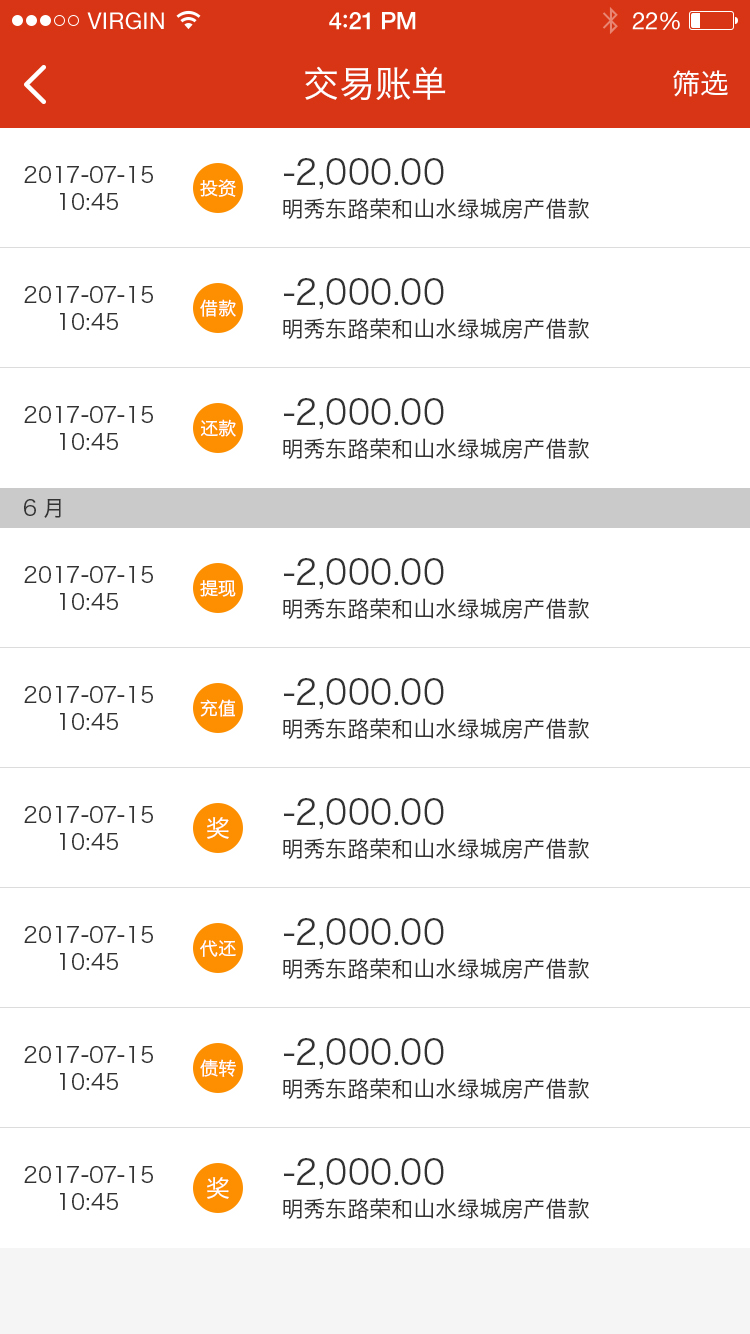 VIRGIN 4:21 PM 22%
交易账单 筛选
2017-07-15
10:45
投资
-2,000.00
明秀东路荣和山水绿城房产借款
2017-07-15
10:45
借款
-2,000.00
明秀东路荣和山水绿城房产借款
2017-07-15
10:45
还款
-2,000.00
明秀东路荣和山水绿城房产借款
6 月
2017-07-15
10:45
提现
-2,000.00
明秀东路荣和山水绿城房产借款
2017-07-15
10:45
充值
-2,000.00
明秀东路荣和山水绿城房产借款
2017-07-15
10:45
奖
-2,000.00
明秀东路荣和山水绿城房产借款
2017-07-15
10:45
代还
-2,000.00
明秀东路荣和山水绿城房产借款
2017-07-15
10:45
债转
-2,000.00
明秀东路荣和山水绿城房产借款
2017-07-15
10:45
奖
-2,000.00
明秀东路荣和山水绿城房产借款